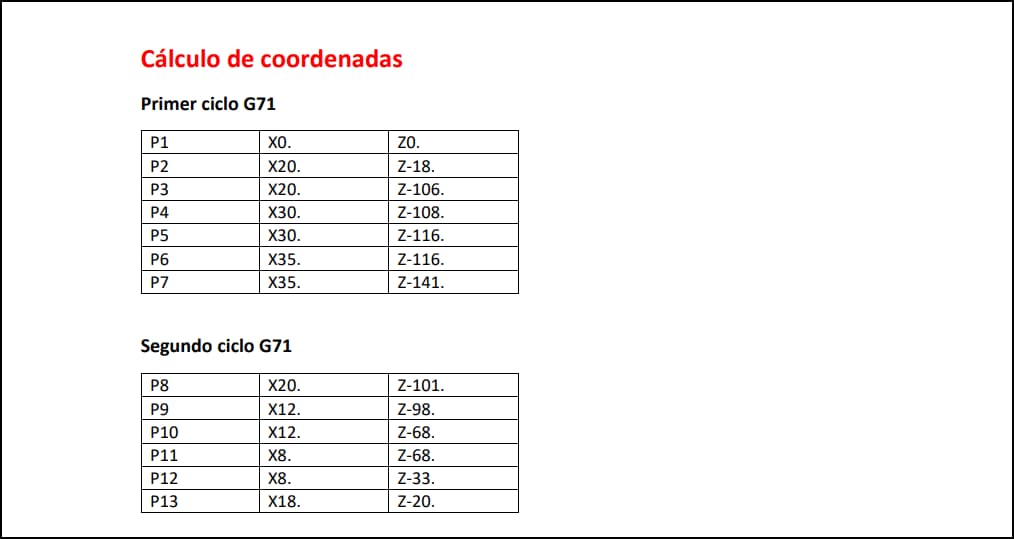 Cálculo de coordenadas
Primer ciclo G71
P1 X0. Z0.
P2 X20. Z-18.
P3 X20. Z-106.
P4 X30. Z-108.
P5 X30. Z-116.
P6 X35. Z-116.
P7 X35. Z-141.
Segundo ciclo G71
P8 X20. Z-101.
P9 X12. Z-98.
P10 X12. Z-68.
P11 X8. Z-68.
P12 X8. Z-33.
P13 X18. Z-20.